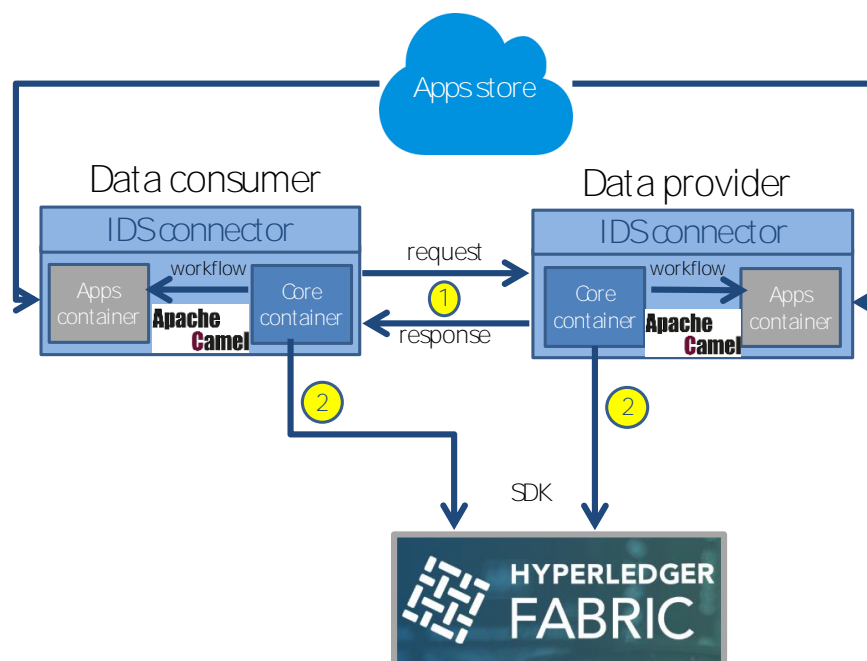 Apps store
Data consumer
Data provider
IDS connector
IDS connector
request
workflow
workflow
Apps
container
Core
container
1
Core
container
Apps
container
Apache
Camel
Apache
Camel
response
2
2
SDK
HYPERLEDGER
FABRIC